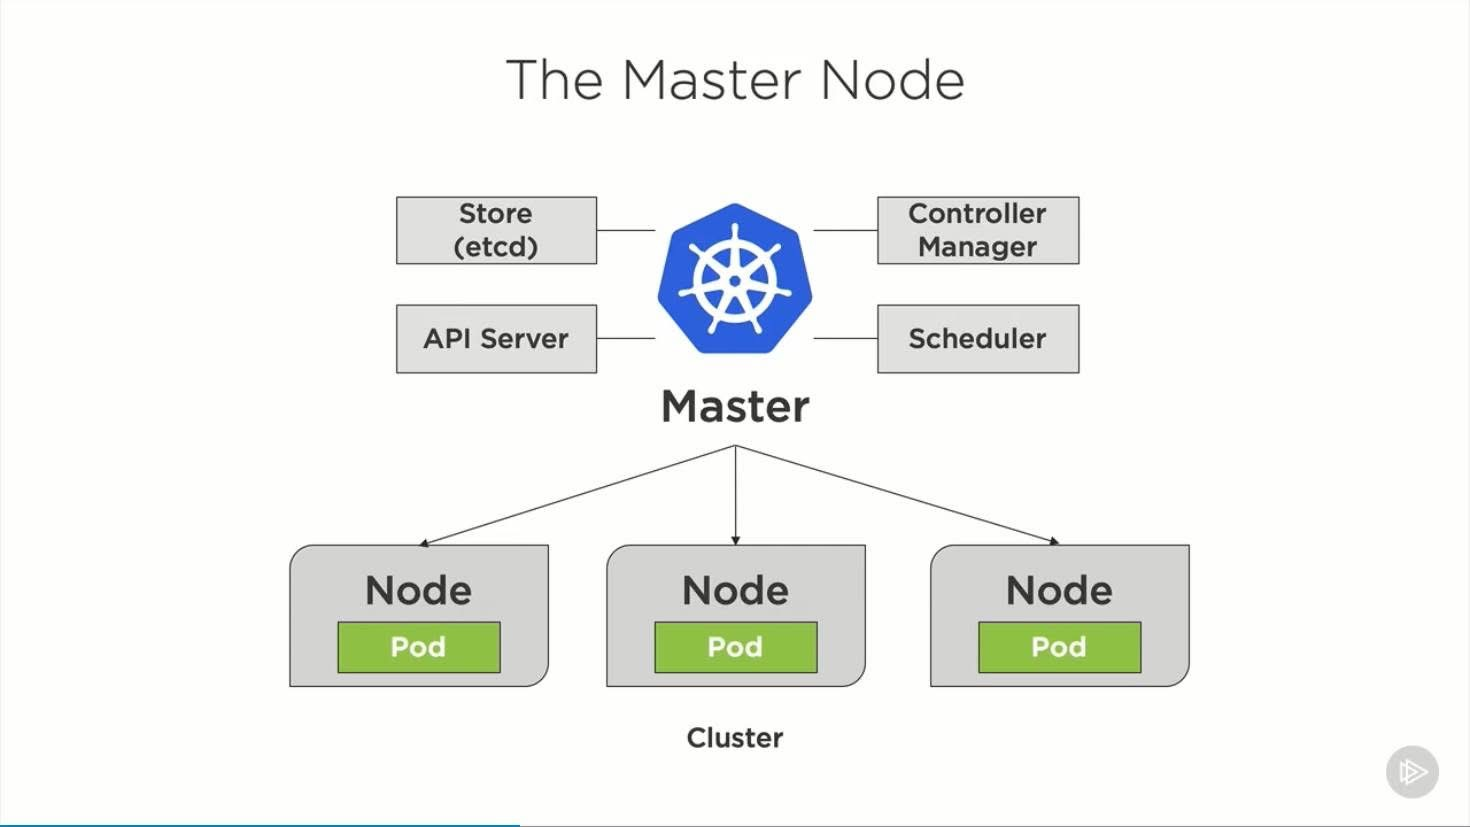 The Master Node
Store
(etcd)
Controller
Manager
API Server
Scheduler
Master
Node
Pod
Node
Pod
Node
Pod
Cluster